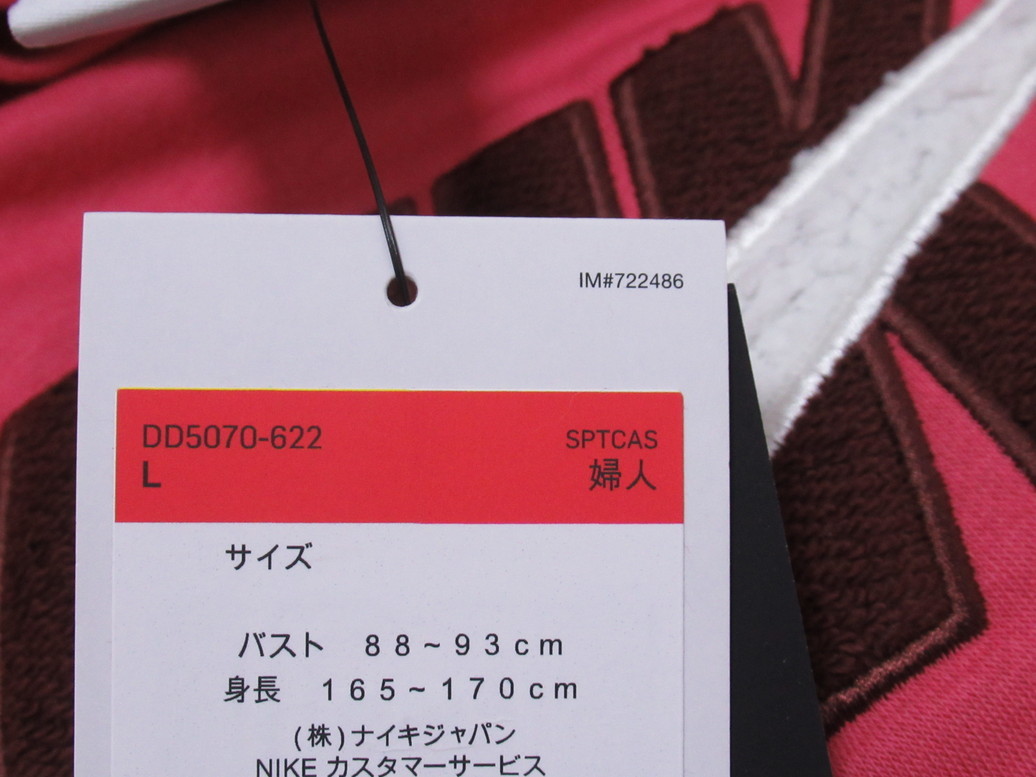 IM#722486
DD5070-622
SPTCAS
L
婦人
サイズ
バスト 88~93cm
身長 165~170cm
(株)ナイキジャパン
NIKE カスタマーサービス